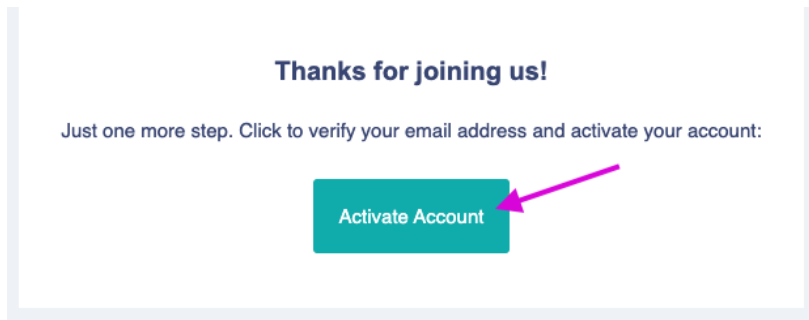 Thanks for joining us!
Just one more step. Click to verify your email address and activate your account:
Activate Account